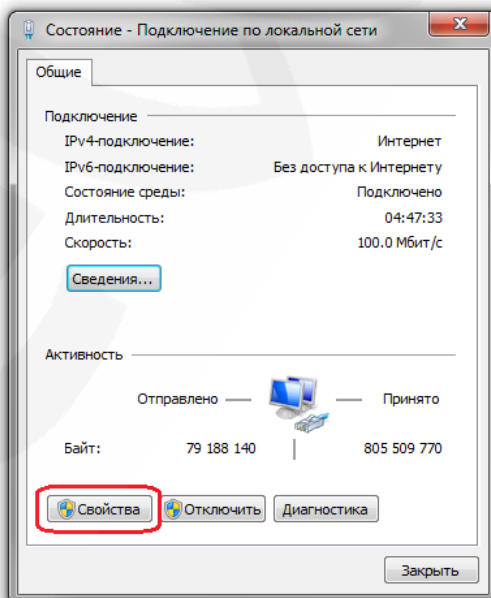 Состояние - Подключение по локальной сети
Общие
Подключение
IPv4-подключение: Интернет
IPv6-подключение: Без доступа к Интернету
Состояние среды: Подключено
Длительность: 04:47:33
Скорость: 100.0 Мбит/с
Сведения...
Активность
Отправлено — — Принято
Байт: 79 188 140 | 805 509 770
Свойства Отключить Диагностика
Закрыть